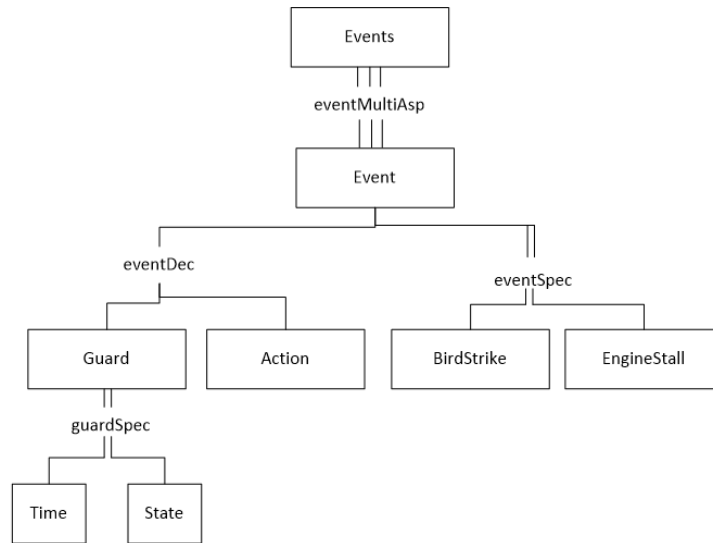 Events
eventMultiAsp
Event
eventDec
eventSpec
Guard
Action
BirdStrike
EngineStall
guardSpec
Time
State